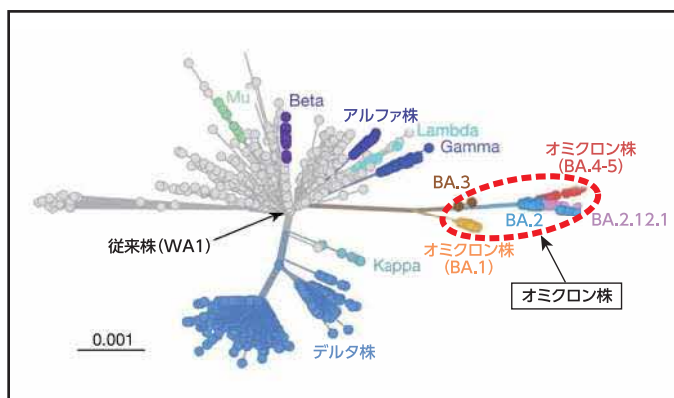 Mu
Beta
アルファ株
Lambda
Gamma
オミクロン株
(BA.4-5)
BA.3
BA.2
BA.2.12.1
従来株(WA1)
オミクロン株
(BA.1)
Kappa
オミクロン株
0.001
デルタ株